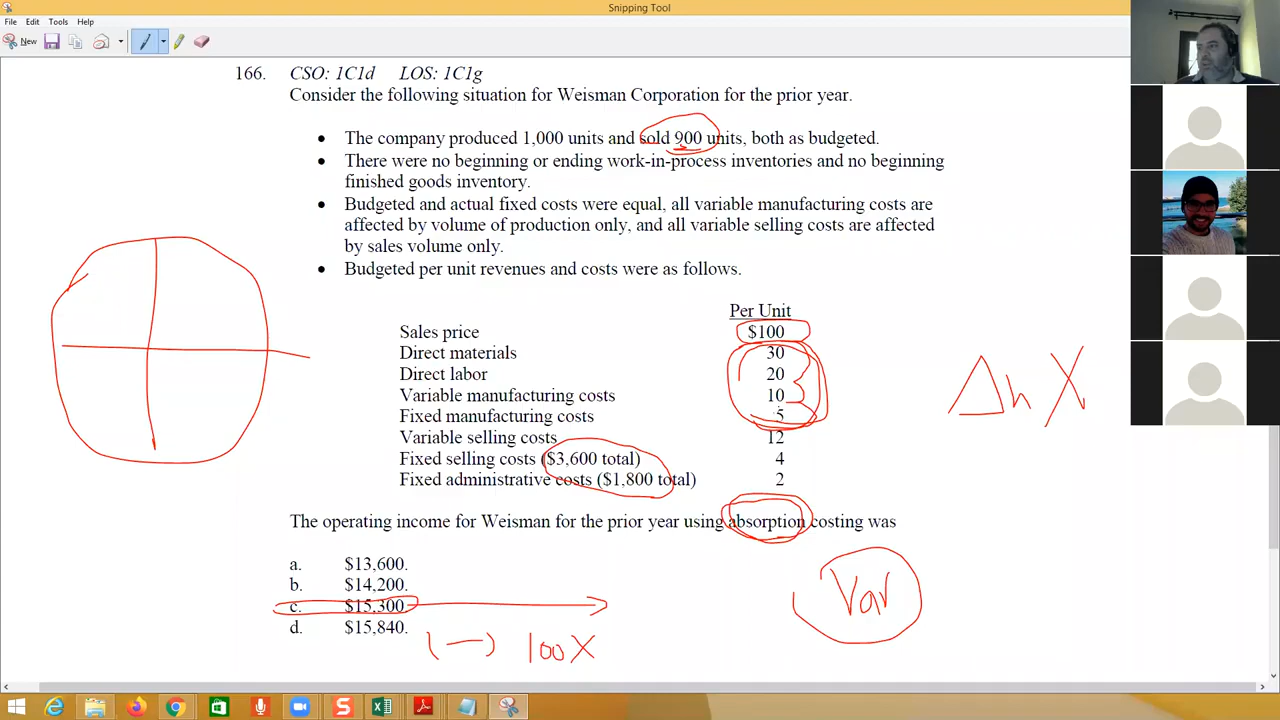 Snipping Tool
File Edit Tools Help
New
166. CSO: 1C1d LOS: 1C1g
Consider the following situation for Weisman Corporation for the prior year.
• The company produced 1,000 units and sold 900 units, both as budgeted.
• There were no beginning or ending work-in-process inventories and no beginning
finished goods inventory.
• Budgeted and actual fixed costs were equal, all variable manufacturing costs are
affected by volume of production only, and all variable selling costs are affected
by sales volume only.
• Budgeted per unit revenues and costs were as follows.
Per Unit
Sales price $100
Direct materials 30
Direct labor 20
Variable manufacturing costs 10
Fixed manufacturing costs 5
Variable selling costs 12
Fixed selling costs ($3,600 total) 4
Fixed administrative costs ($1,800 total) 2
Δh X
The operating income for Weisman for the prior year using absorption costing was
a. $13,600.
b. $14,200.
c. $15,300.
d. $15,840.
Var
(—) 100X